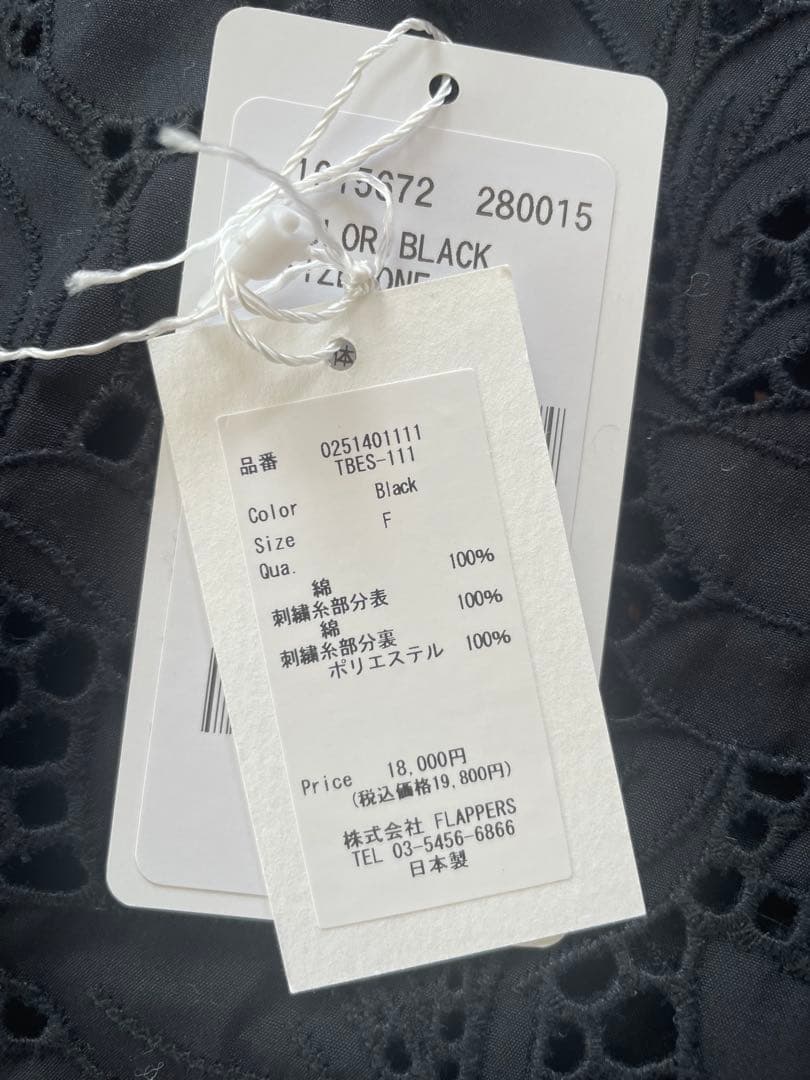 280015
BLACK
体
品番 0251401111
TBES-111
Color Black
Size F
Qua.
綿 100%
刺繍糸部分表
綿 100%
刺繍糸部分裏
ポリエステル 100%
Price 18,000円
(税込価格19,800円)
株式会社 FLAPPERS
TEL 03-5456-6866
日本製